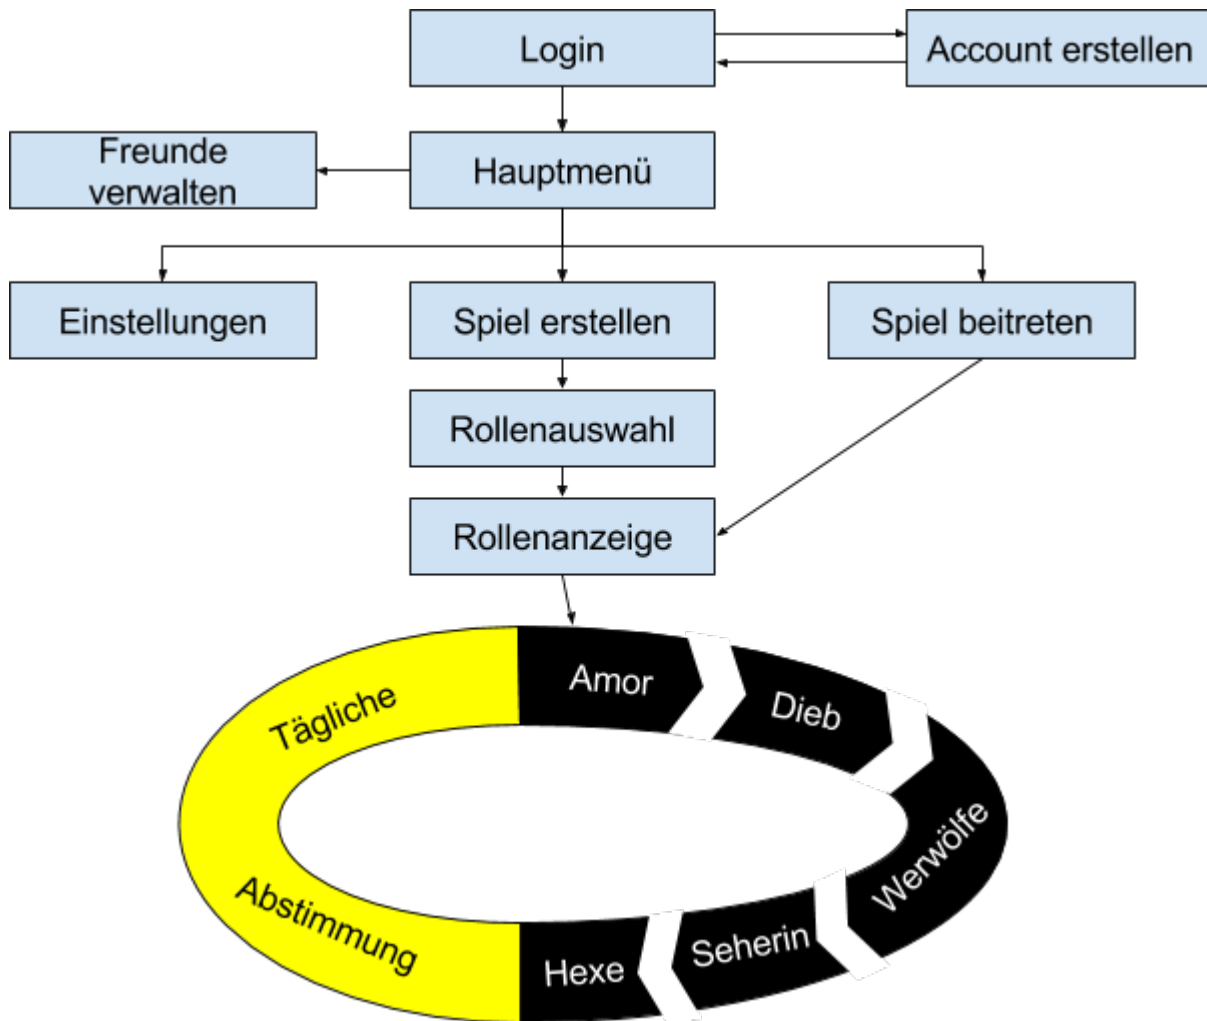 Login
Account erstellen
Freunde
verwalten
Hauptmenü
Einstellungen
Spiel erstellen
Spiel beitreten
Rollenauswahl
Rollenanzeige
Amor
Dieb
Werwölfe
Seherin
Hexe
Tägliche
Abstimmung